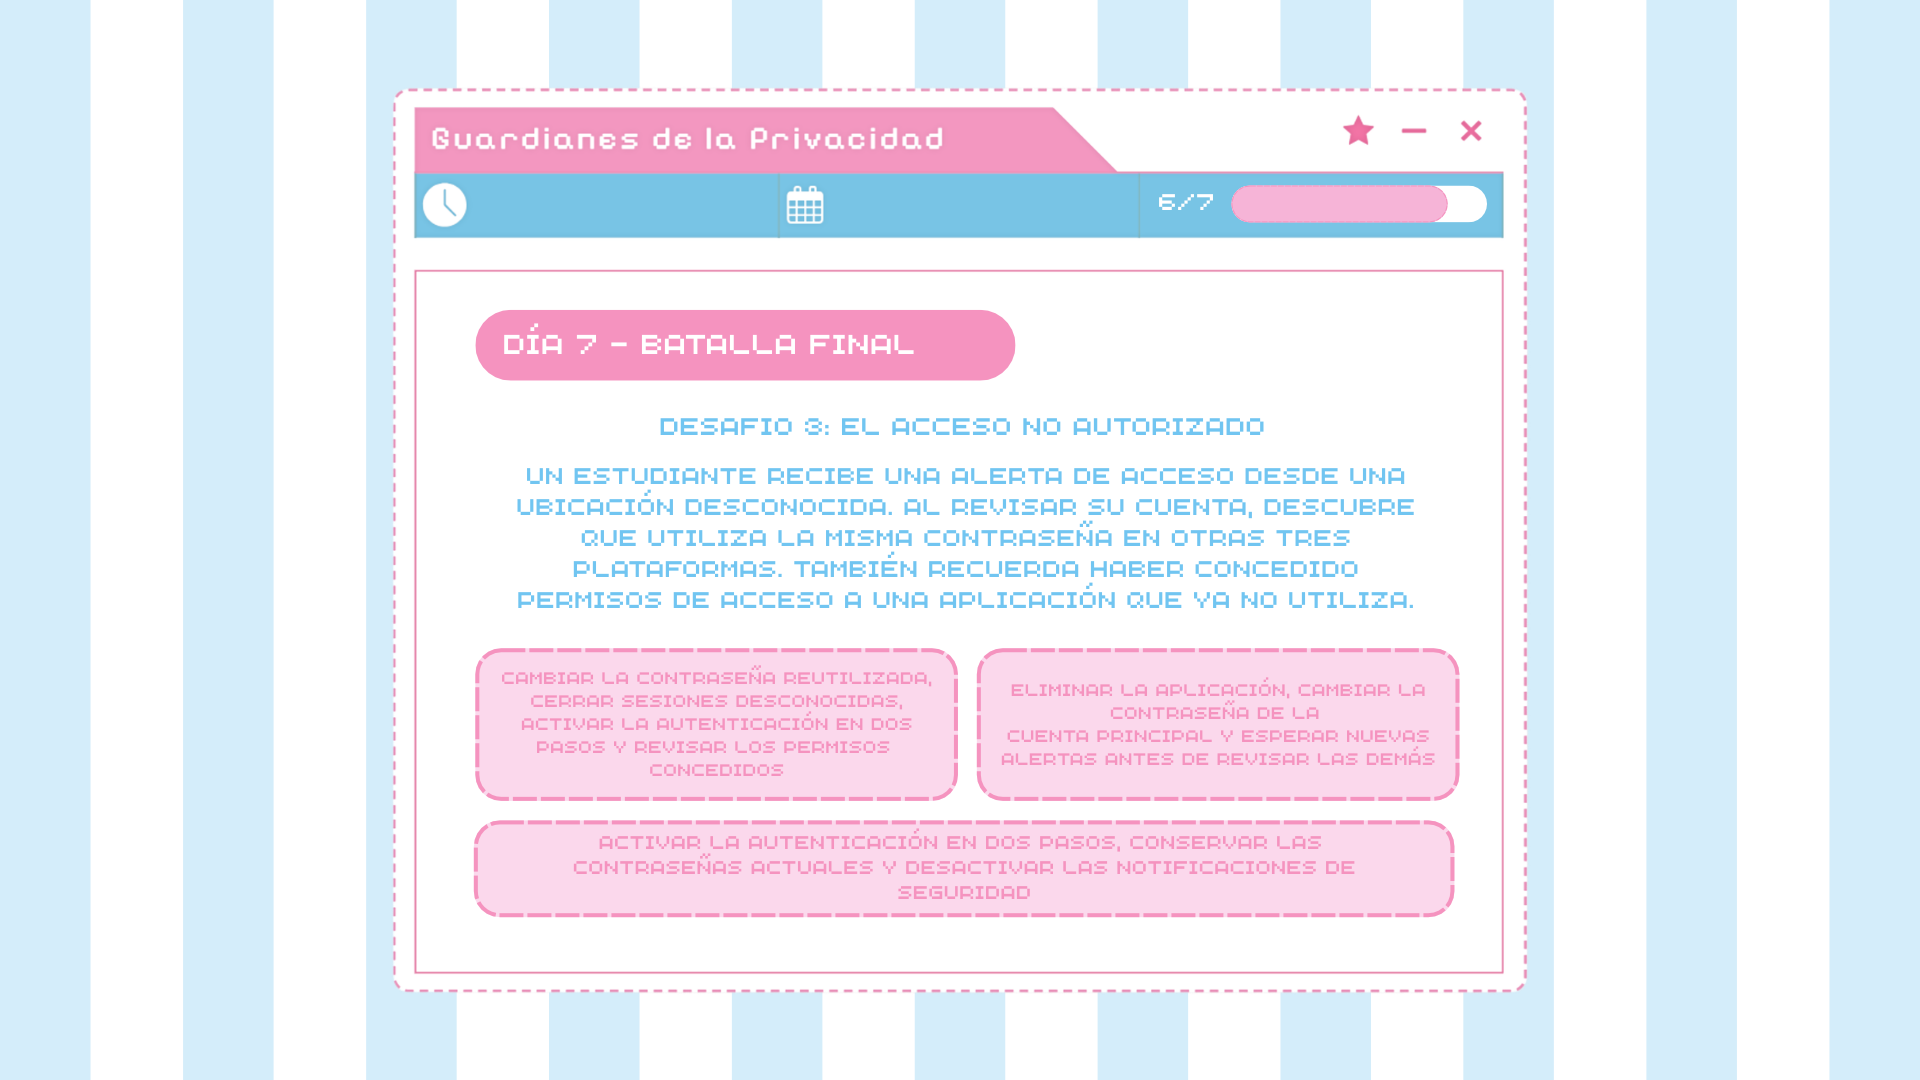 Guardianes de la Privacidad
6/7
DÍA 7 - BATALLA FINAL
DESAFIO 3: EL ACCESO NO AUTORIZADO
UN ESTUDIANTE RECIBE UNA ALERTA DE ACCESO DESDE UNA
UBICACIÓN DESCONOCIDA. AL REVISAR SU CUENTA, DESCUBRE
QUE UTILIZA LA MISMA CONTRASEÑA EN OTRAS TRES
PLATAFORMAS. TAMBIÉN RECUERDA HABER CONCEDIDO
PERMISOS DE ACCESO A UNA APLICACIÓN QUE YA NO UTILIZA.
CAMBIAR LA CONTRASEÑA REUTILIZADA,
CERRAR SESIONES DESCONOCIDAS,
ACTIVAR LA AUTENTICACIÓN EN DOS
PASOS Y REVISAR LOS PERMISOS
CONCEDIDOS
ELIMINAR LA APLICACIÓN, CAMBIAR LA
CONTRASEÑA DE LA
CUENTA PRINCIPAL Y ESPERAR NUEVAS
ALERTAS ANTES DE REVISAR LAS DEMÁS
ACTIVAR LA AUTENTICACIÓN EN DOS PASOS, CONSERVAR LAS
CONTRASEÑAS ACTUALES Y DESACTIVAR LAS NOTIFICACIONES DE
SEGURIDAD